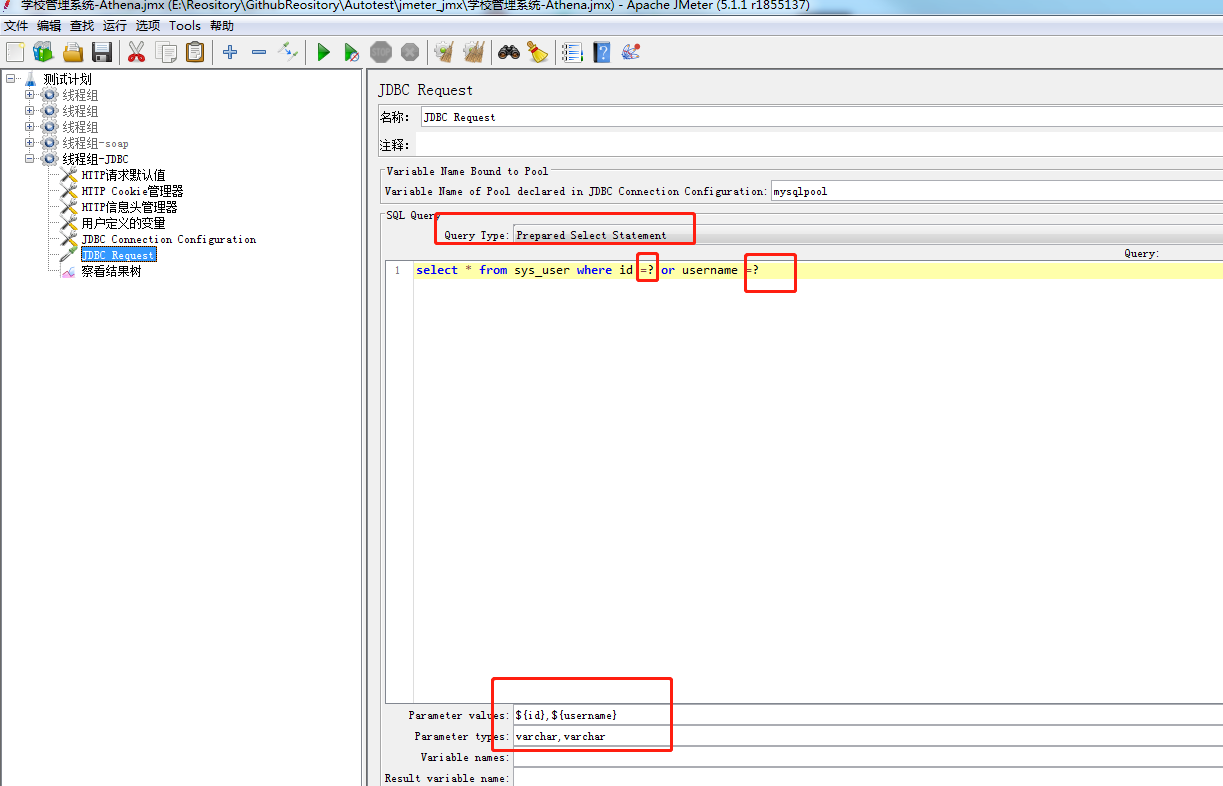 学校管理系统-Athena.jmx (E:\Reository\GithubReository\Autotest\jmeter_jmx\学校管理系统-Athena.jmx) - Apache JMeter (5.1.1 r1855137)
文件 编辑 查找 运行 选项 Tools 帮助
STOP
测试计划
线程组
线程组
线程组
线程组-soap
线程组-JDBC
HTTP请求默认值
HTTP Cookie管理器
HTTP信息头管理器
用户定义的变量
JDBC Connection Configuration
JDBC Request
察看结果树
JDBC Request
名称: JDBC Request
注释:
Variable Name Bound to Pool
Variable Name of Pool declared in JDBC Connection Configuration: mysqlpool
SQL Query
Query Type: Prepared Select Statement
Query:
1 select * from sys_user where id =? or username =?
Parameter values: ${id},${username}
Parameter types: varchar,varchar
Variable names:
Result variable name: